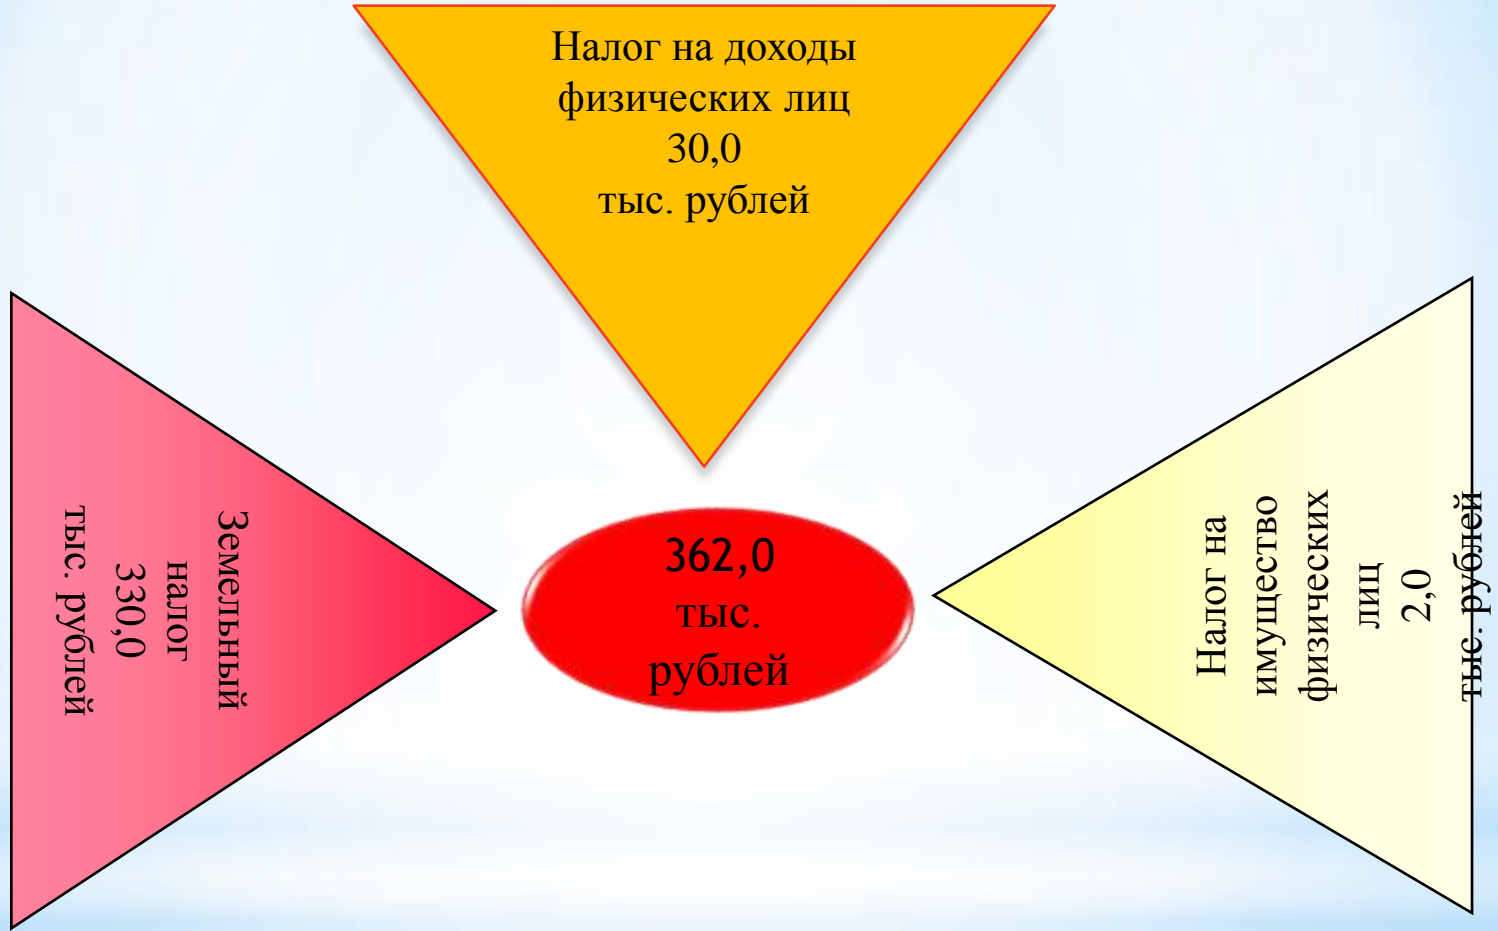 Налог на доходы
физических лиц
30,0
тыс. рублей
Земельный
налог
330,0
тыс. рублей
362,0
тыс.
рублей
Налог на
имущество
физических
лиц
2,0
тыс. рублей